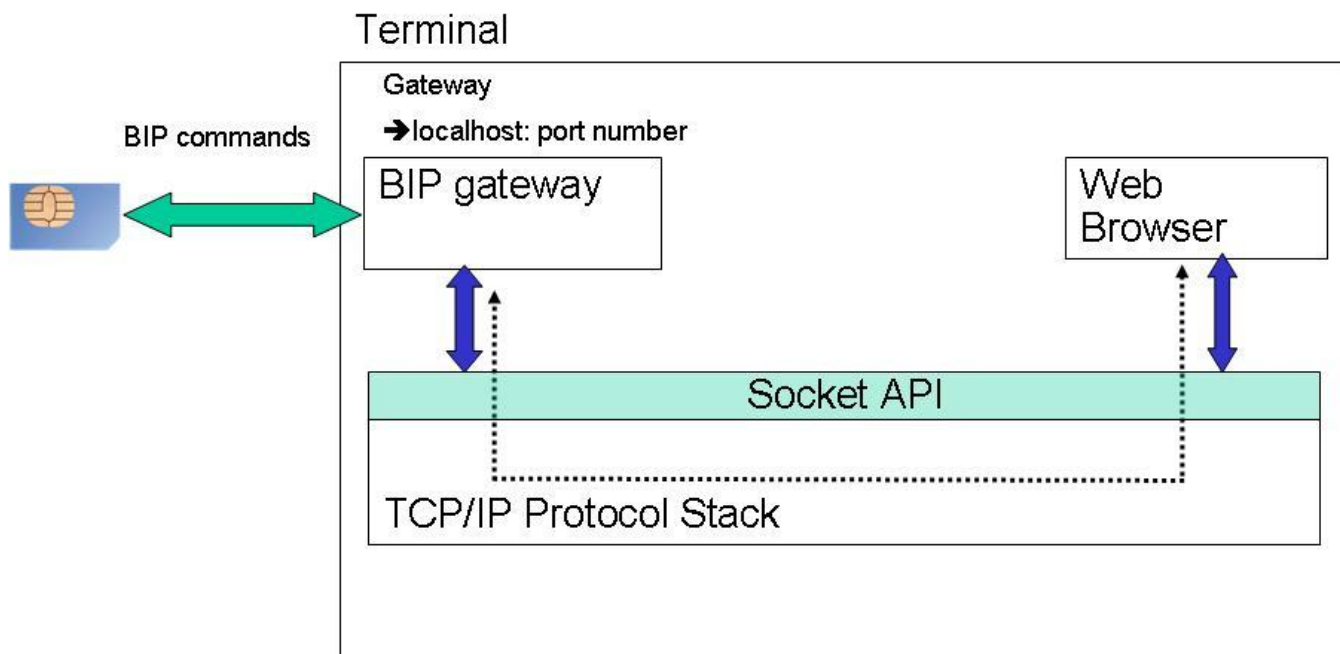 Terminal
Gateway
➔localhost: port number
BIP commands
BIP gateway
Web
Browser
Socket API
TCP/IP Protocol Stack